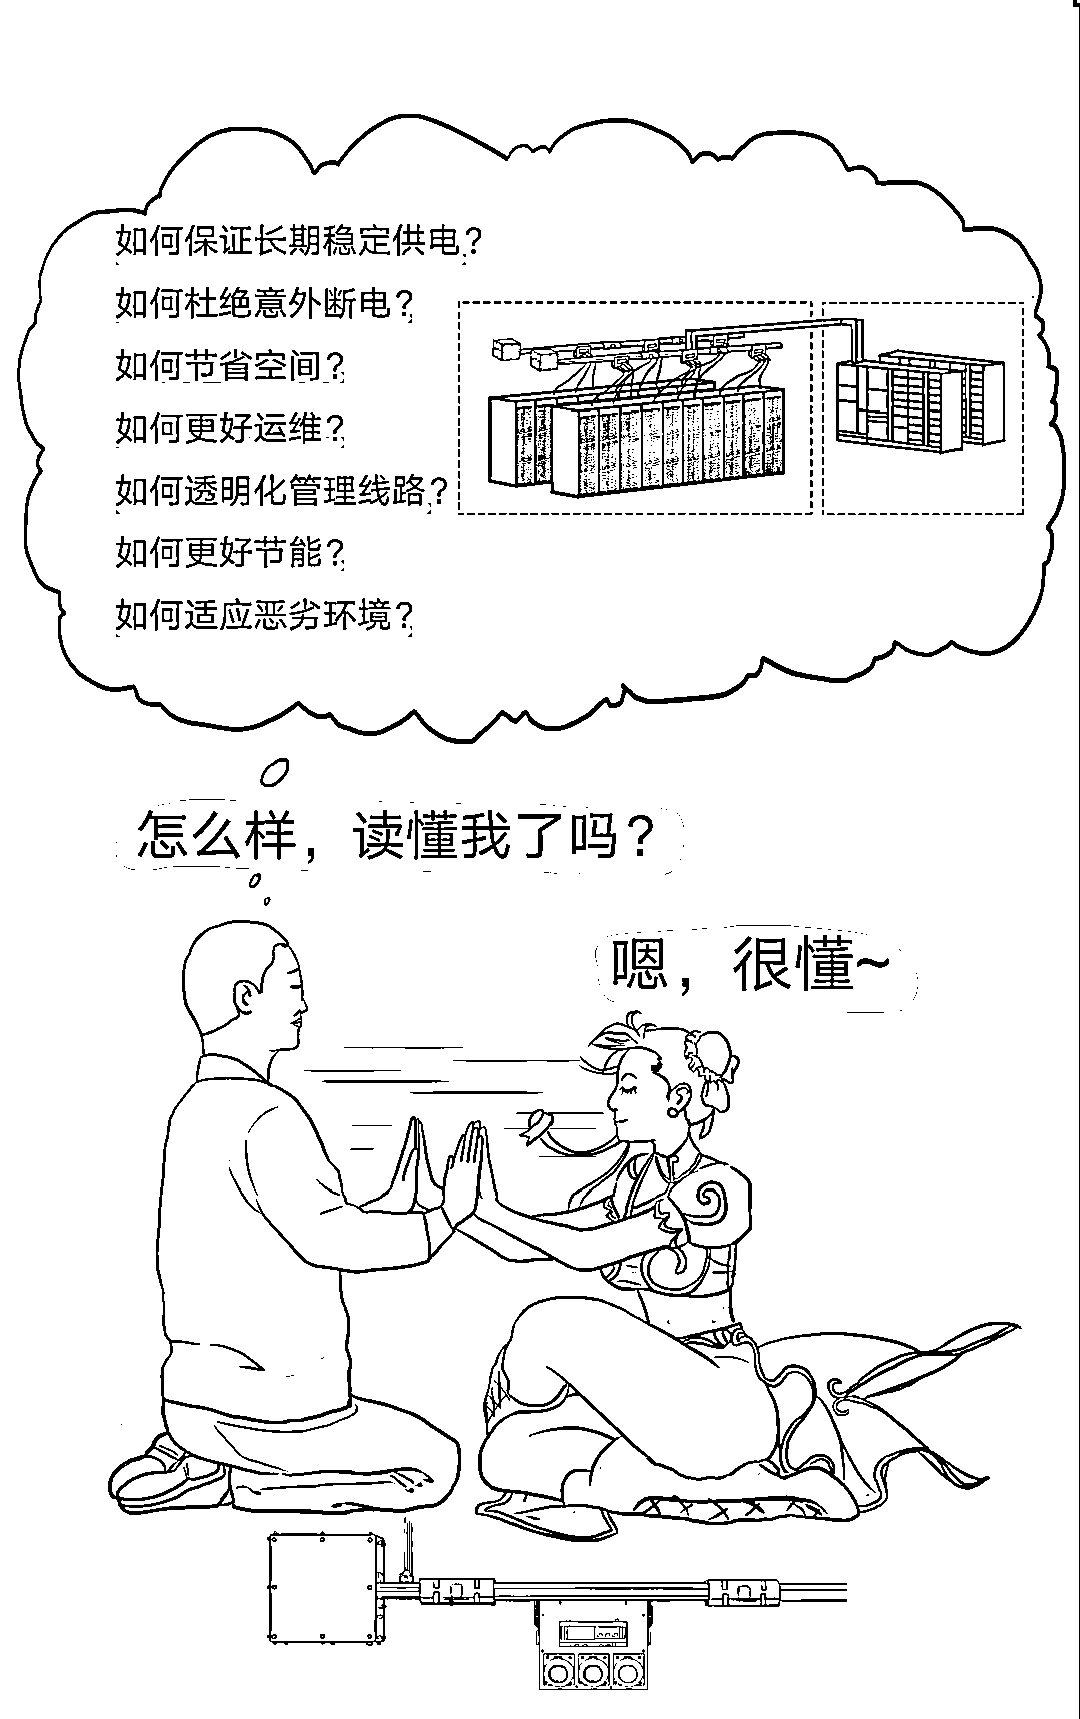 如何保证长期稳定供电?
如何杜绝意外断电?
如何节省空间?
如何更好运维?
如何透明化管理线路?
如何更好节能?
如何适应恶劣环境?
怎么样，读懂我了吗?
嗯，很懂~